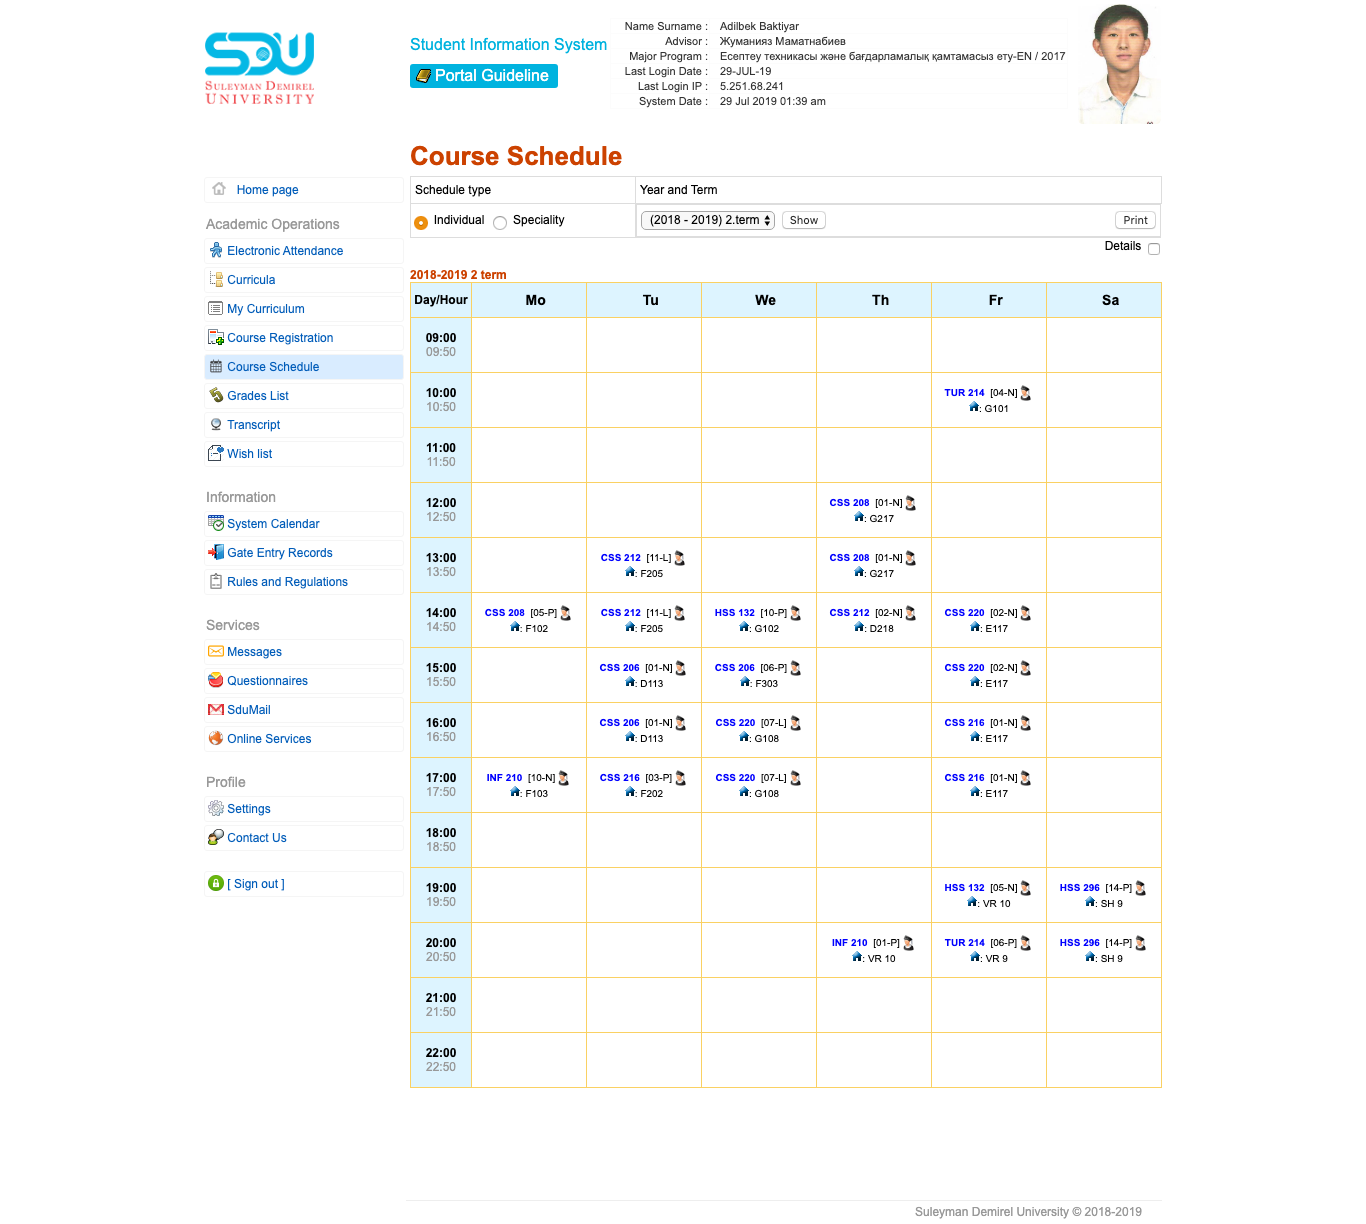 SDU
SULEYMAN DEMIREL
UNIVERSITY
Student Information System
Portal Guideline
Name Surname : Adilbek Baktiyar
Advisor : Жуманияз Маматнабиев
Major Program : Есептеу техникасы және бағдарламалық қамтамасыз ету-EN / 2017
Last Login Date : 29-JUL-19
Last Login IP : 5.251.68.241
System Date : 29 Jul 2019 01:39 am
Home page
Academic Operations
Electronic Attendance
Curricula
My Curriculum
Course Registration
Course Schedule
Grades List
Transcript
Wish list
Information
System Calendar
Gate Entry Records
Rules and Regulations
Services
Messages
Questionnaires
SduMail
Online Services
Profile
Settings
Contact Us
[ Sign out ]
Course Schedule
Schedule type Year and Term
Individual Speciality (2018 - 2019) 2.term Show Print
Details
2018-2019 2 term
Day/Hour Mo Tu We Th Fr Sa
09:00
09:50
10:00 TUR 214 [04-N]
10:50 : G101
11:00
11:50
12:00 CSS 208 [01-N]
12:50 : G217
13:00 CSS 212 [11-L] CSS 208 [01-N]
13:50 : F205 : G217
14:00 CSS 208 [05-P] CSS 212 [11-L] HSS 132 [10-P] CSS 212 [02-N] CSS 220 [02-N]
14:50 : F102 : F205 : G102 : D218 : E117
15:00 CSS 206 [01-N] CSS 206 [06-P] CSS 220 [02-N]
15:50 : D113 : F303 : E117
16:00 CSS 206 [01-N] CSS 220 [07-L] CSS 216 [01-N]
16:50 : D113 : G108 : E117
17:00 INF 210 [10-N] CSS 216 [03-P] CSS 220 [07-L] CSS 216 [01-N]
17:50 : F103 : F202 : G108 : E117
18:00
18:50
19:00 HSS 132 [05-N] HSS 296 [14-P]
19:50 : VR 10 : SH 9
20:00 INF 210 [01-P] TUR 214 [06-P] HSS 296 [14-P]
20:50 : VR 10 : VR 9 : SH 9
21:00
21:50
22:00
22:50
Suleyman Demirel University © 2018-2019